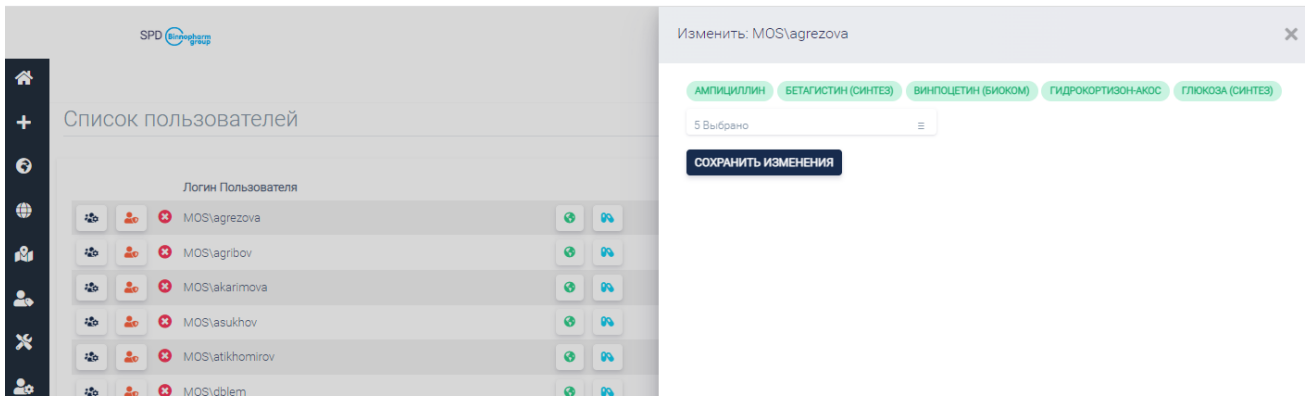 SPD Binnopharm group
Изменить: MOS\agrezova
АМПИЦИЛЛИН БЕТАГИСТИН (СИНТЕЗ) ВИНПОЦЕТИН (БИОКОМ) ГИДРОКОРТИЗОН-АКОС ГЛЮКОЗА (СИНТЕЗ)
5 Выбрано
СОХРАНИТЬ ИЗМЕНЕНИЯ
Список пользователей
Логин Пользователя
MOS\agrezova
MOS\agribov
MOS\akarimova
MOS\asukhov
MOS\atikhomirov
MOS\dblem